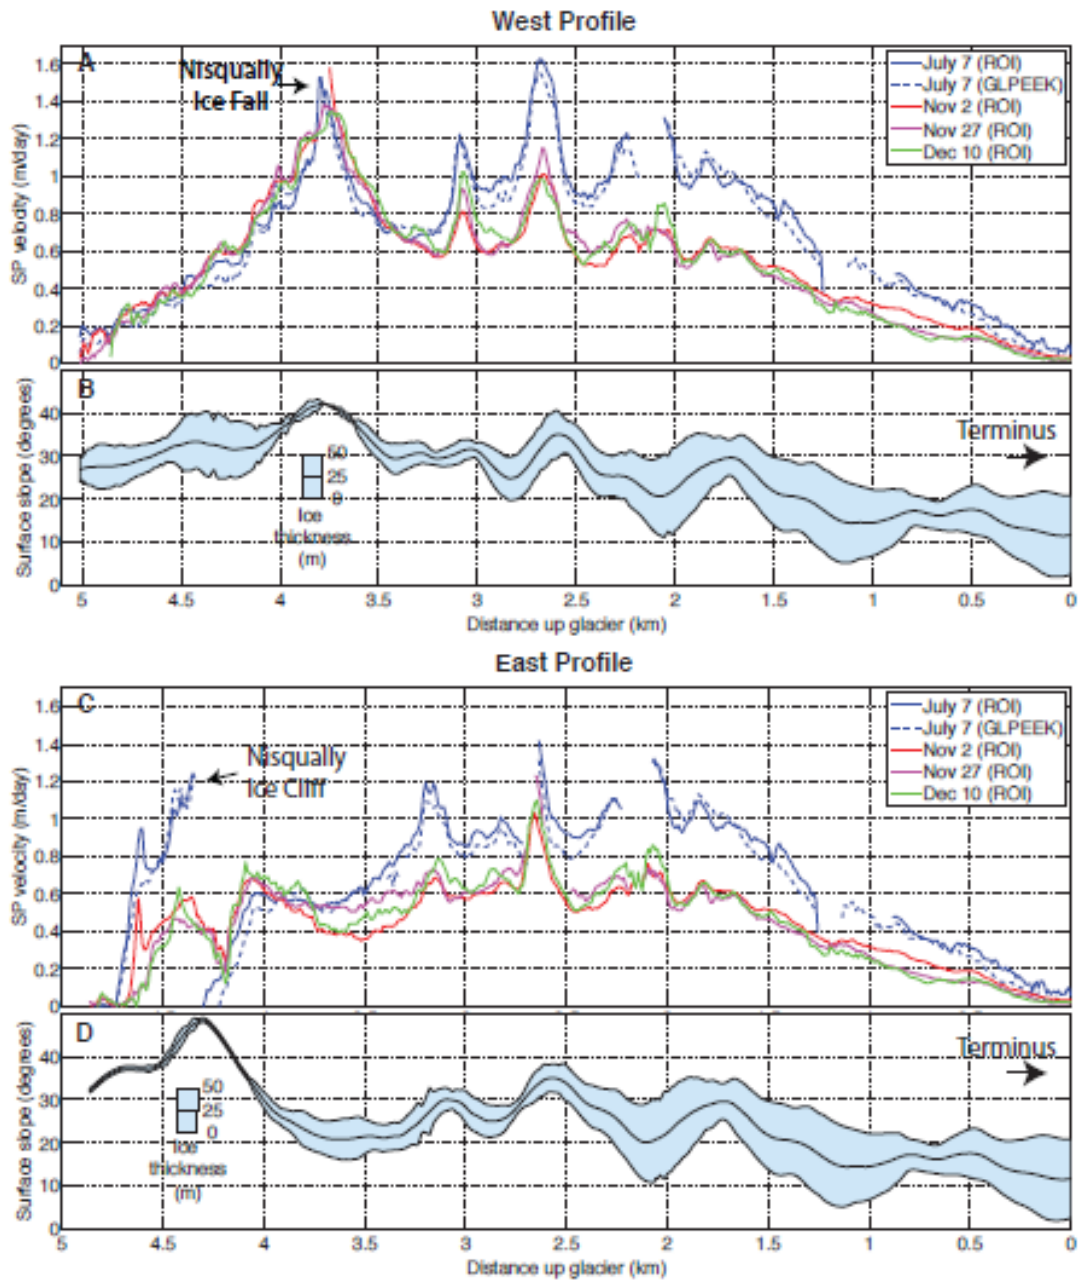 West Profile
A
Nisqually
Ice Fall
July 7 (ROI)
July 7 (GLPEEK)
Nov 2 (ROI)
Nov 27 (ROI)
Dec 10 (ROI)
SP velocity (m/day)
1.6
1.4
1.2
1
0.8
0.6
0.4
0.2
0
B
Terminus
50
25
0
Ice
thickness
(m)
Surface slope (degrees)
40
30
20
10
0
5 4.5 4 3.5 3 2.5 2 1.5 1 0.5 0
Distance up glacier (km)
East Profile
C
Nisqually
Ice Cliff
July 7 (ROI)
July 7 (GLPEEK)
Nov 2 (ROI)
Nov 27 (ROI)
Dec 10 (ROI)
SP velocity (m/day)
1.6
1.4
1.2
1
0.8
0.6
0.4
0.2
0
D
Terminus
50
25
0
Ice
thickness
(m)
Surface slope (degrees)
40
30
20
10
0
5 4.5 4 3.5 3 2.5 2 1.5 1 0.5 0
Distance up glacier (km)